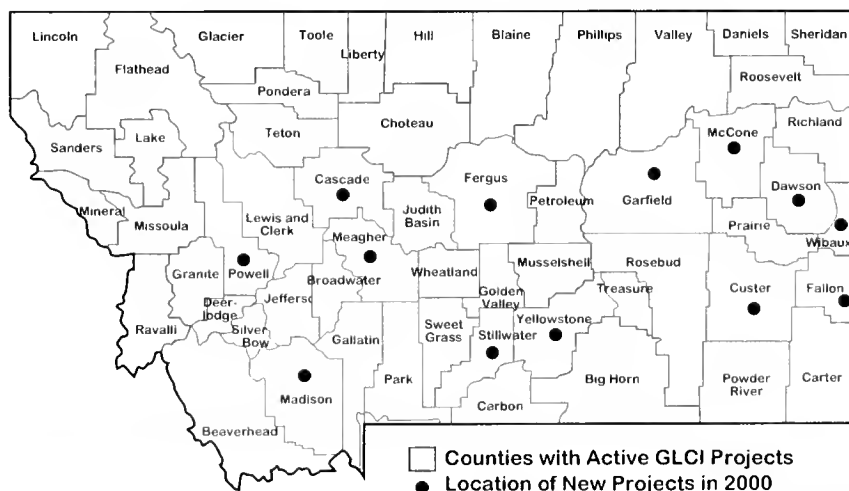 Lincoln
Glacier
Toole
Liberty
Hill
Blaine
Phillips
Valley
Daniels
Sheridan
Flathead
Pondera
Roosevelt
Teton
Choteau
Richland
Sanders
Lake
McCone
Cascade
Fergus
Garfield
Dawson
Mineral
Missoula
Lewis and
Clerk
Judith
Basin
Petroleum
Prairie
Wibaux
Meagher
Granite
Powell
Broadwater
Wheatland
Musselshell
Rosebud
Jefferso
Golden
Valley
Treasure
Custer
Fallon
Deer-
lodge
Ravalli
Silver
Bow
Gallatin
Sweet
Grass
Stillwater
Yellowstone
Madison
Park
Big Horn
Powder
River
Carter
Beaverhead
Carbon
Counties with Active GLCI Projects
Location of New Projects in 2000